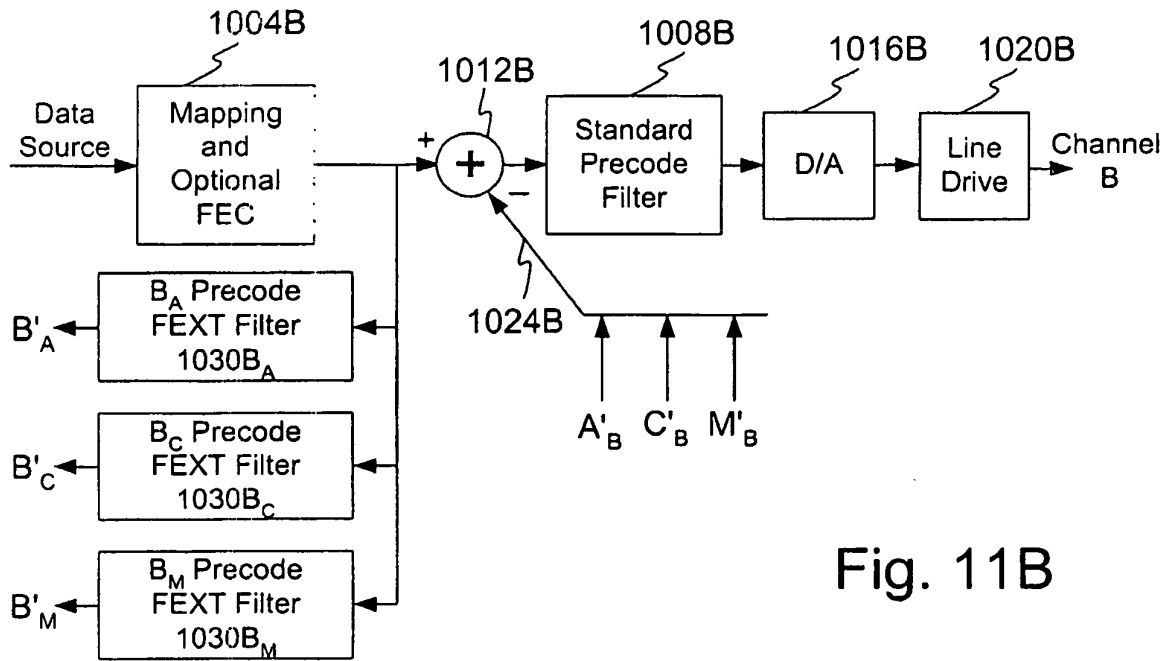 1004B
1008B
1016B
1020B
1012B
Data
Source
Mapping
and
Optional
FEC
+
+
−
Standard
Precode
Filter
D/A
Line
Drive
Channel
B
1024B
A'B C'B M'B
B'A
BA Precode
FEXT Filter
1030BA
B'C
BC Precode
FEXT Filter
1030BC
B'M
BM Precode
FEXT Filter
1030BM
Fig. 11B